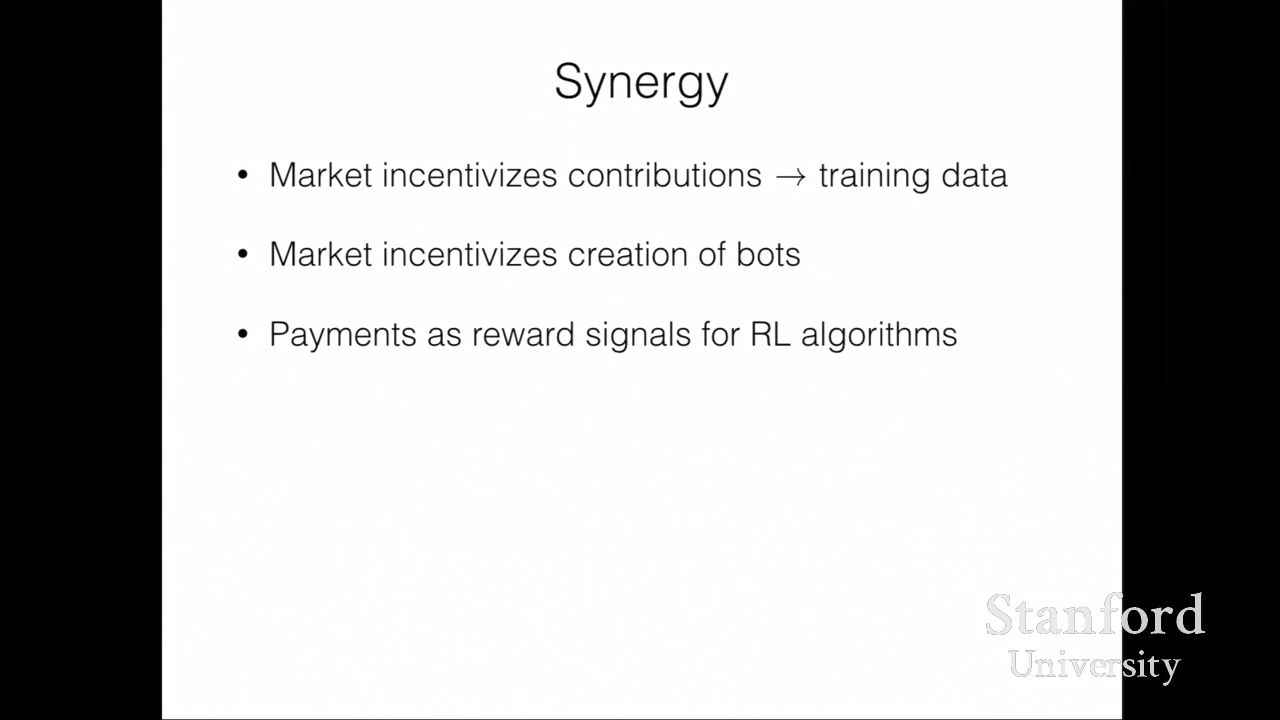 Synergy
• Market incentivizes contributions → training data
• Market incentivizes creation of bots
• Payments as reward signals for RL algorithms
Stanford
University